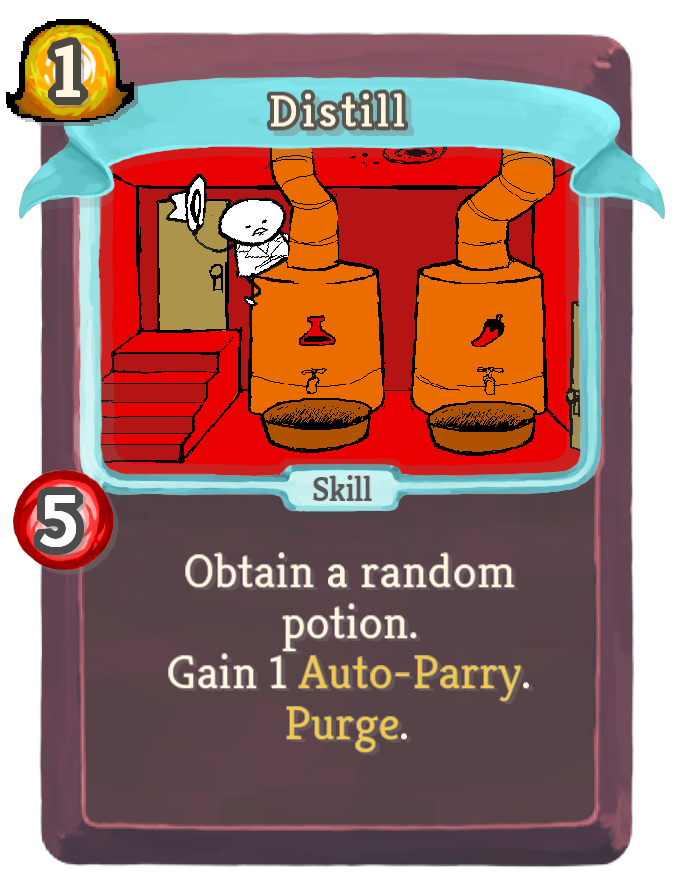 1
Distill
Skill
5
Obtain a random
potion.
Gain 1 Auto-Parry.
Purge.